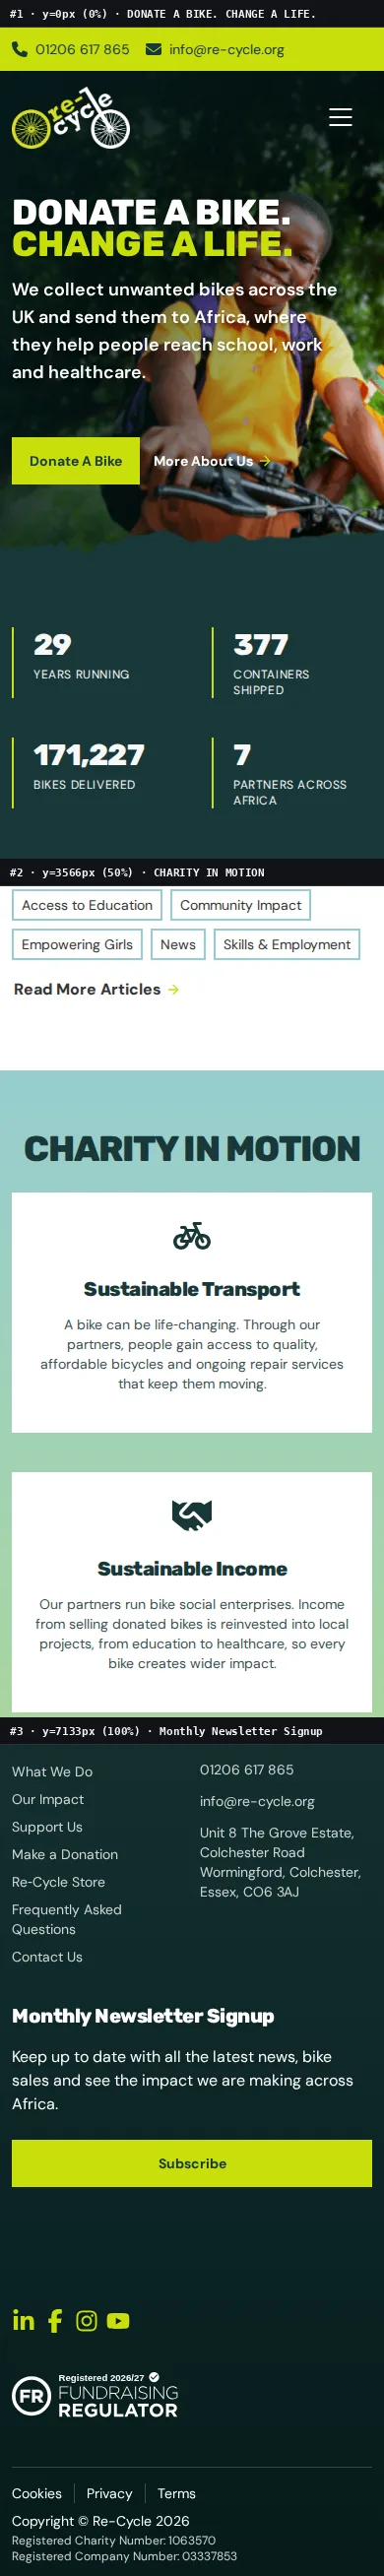 #1 · y=0px (0%) · DONATE A BIKE. CHANGE A LIFE.
01206 617 865 info@re-cycle.org
re-cycle
DONATE A BIKE.
CHANGE A LIFE.
We collect unwanted bikes across the
UK and send them to Africa, where
they help people reach school, work
and healthcare.
Donate A Bike More About Us →
29
YEARS RUNNING
377
CONTAINERS
SHIPPED
171,227
BIKES DELIVERED
7
PARTNERS ACROSS
AFRICA
#2 · y=3566px (50%) · CHARITY IN MOTION
Access to Education Community Impact
Empowering Girls News Skills & Employment
Read More Articles →
CHARITY IN MOTION
Sustainable Transport
A bike can be life-changing. Through our
partners, people gain access to quality,
affordable bicycles and ongoing repair services
that keep them moving.
Sustainable Income
Our partners run bike social enterprises. Income
from selling donated bikes is reinvested into local
projects, from education to healthcare, so every
bike creates wider impact.
#3 · y=7133px (100%) · Monthly Newsletter Signup
What We Do
Our Impact
Support Us
Make a Donation
Re-Cycle Store
Frequently Asked
Questions
Contact Us
01206 617 865
info@re-cycle.org
Unit 8 The Grove Estate,
Colchester Road
Wormingford, Colchester,
Essex, CO6 3AJ
Monthly Newsletter Signup
Keep up to date with all the latest news, bike
sales and see the impact we are making across
Africa.
Subscribe
Registered 2026/27
FR FUNDRAISING
REGULATOR
Cookies Privacy Terms
Copyright © Re-Cycle 2026
Registered Charity Number: 1063570
Registered Company Number: 03337853